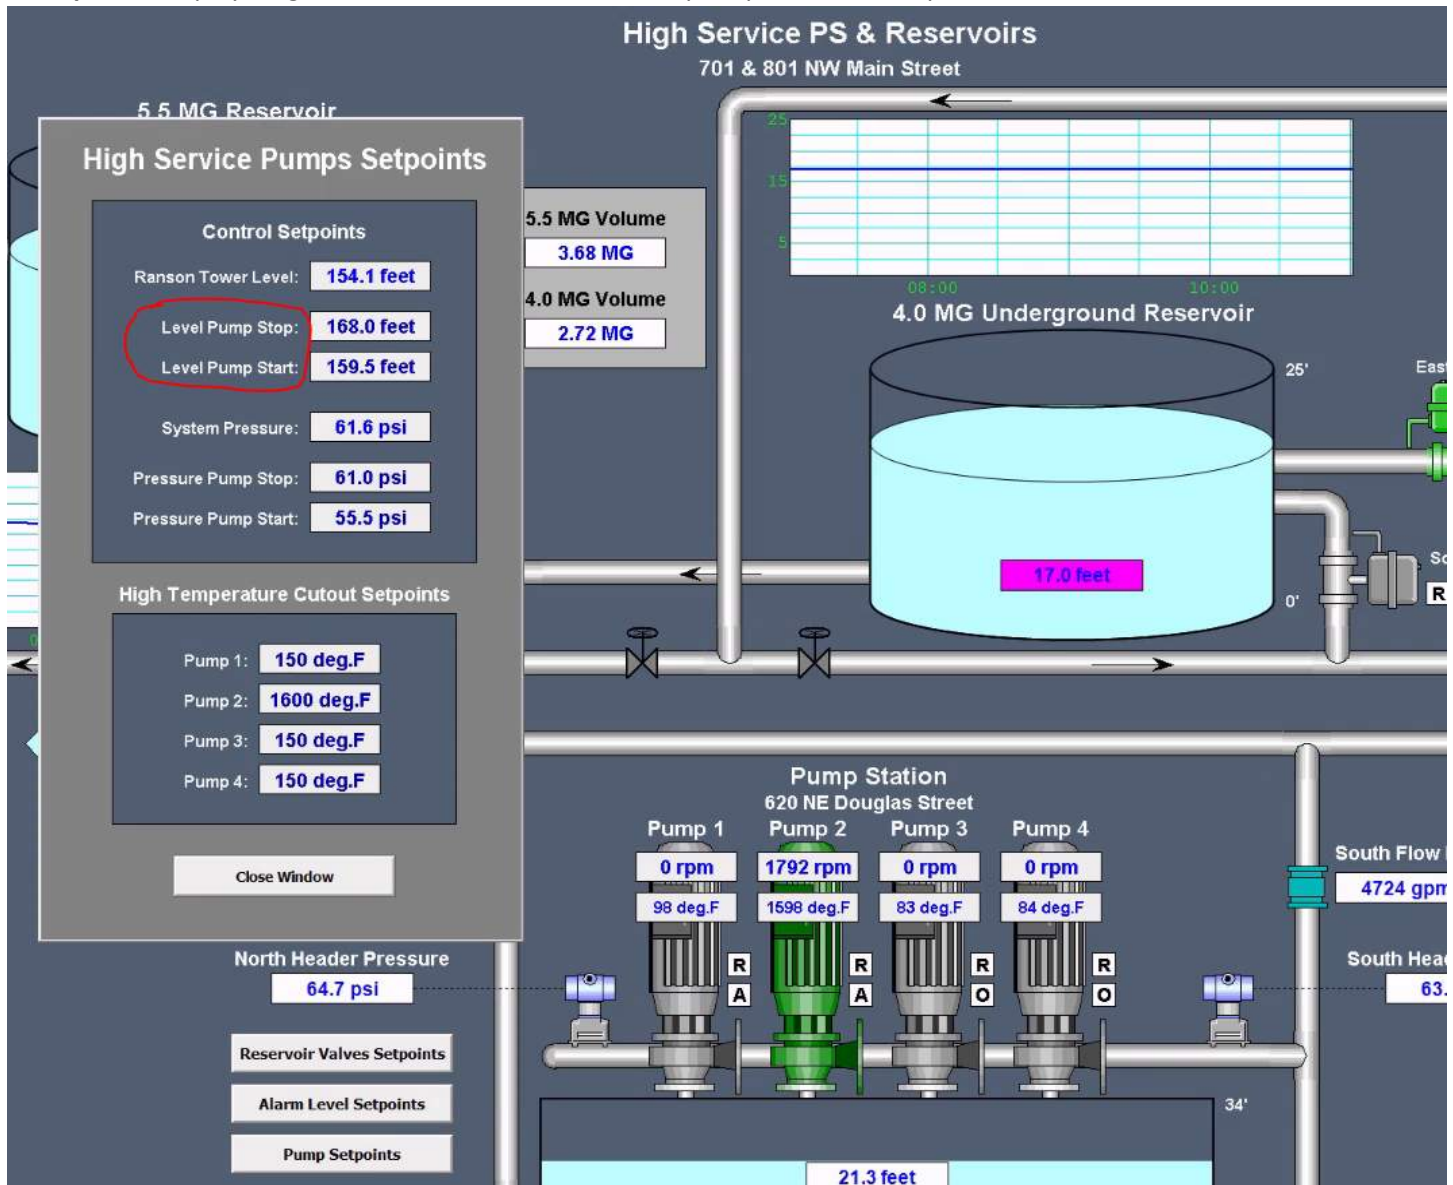 High Service PS & Reservoirs
701 & 801 NW Main Street
5.5 MG Reservoir
High Service Pumps Setpoints
Control Setpoints
Ranson Tower Level: 154.1 feet
Level Pump Stop: 168.0 feet
Level Pump Start: 159.5 feet
System Pressure: 61.6 psi
Pressure Pump Stop: 61.0 psi
Pressure Pump Start: 55.5 psi
High Temperature Cutout Setpoints
Pump 1: 150 deg.F
Pump 2: 1600 deg.F
Pump 3: 150 deg.F
Pump 4: 150 deg.F
Close Window
5.5 MG Volume
3.68 MG
4.0 MG Volume
2.72 MG
25
15
5
08:00 10:00
4.0 MG Underground Reservoir
25'
17.0 feet
0'
R
Pump Station
620 NE Douglas Street
Pump 1 Pump 2 Pump 3 Pump 4
0 rpm 1792 rpm 0 rpm 0 rpm
98 deg.F 1598 deg.F 83 deg.F 84 deg.F
R R R R
A A O O
South Flow
4724 gpm
North Header Pressure
64.7 psi
South Hea
63.
Reservoir Valves Setpoints
Alarm Level Setpoints
Pump Setpoints
34'
21.3 feet